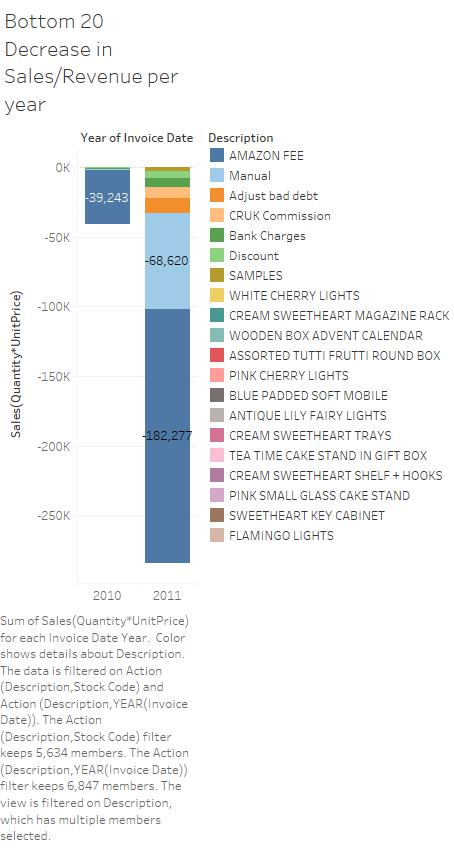 Bottom 20
Decrease in
Sales/Revenue per
year
Year of Invoice Date
Description
AMAZON FEE
Manual
Adjust bad debt
CRUK Commission
Bank Charges
Discount
SAMPLES
WHITE CHERRY LIGHTS
CREAM SWEETHEART MAGAZINE RACK
WOODEN BOX ADVENT CALENDAR
ASSORTED TUTTI FRUTTI ROUND BOX
PINK CHERRY LIGHTS
BLUE PADDED SOFT MOBILE
ANTIQUE LILY FAIRY LIGHTS
CREAM SWEETHEART TRAYS
TEA TIME CAKE STAND IN GIFT BOX
CREAM SWEETHEART SHELF + HOOKS
PINK SMALL GLASS CAKE STAND
SWEETHEART KEY CABINET
FLAMINGO LIGHTS
Sales(Quantity*UnitPrice)
0K
-50K
-100K
-150K
-200K
-250K
-39,243
-68,620
-182,277
2010
2011
Sum of Sales(Quantity*UnitPrice)
for each Invoice Date Year. Color
shows details about Description.
The data is filtered on Action
(Description,Stock Code) and
Action (Description,YEAR(Invoice
Date)). The Action
(Description,Stock Code) filter
keeps 5,634 members. The Action
(Description,YEAR(Invoice Date))
filter keeps 6,847 members. The
view is filtered on Description,
which has multiple members
selected.